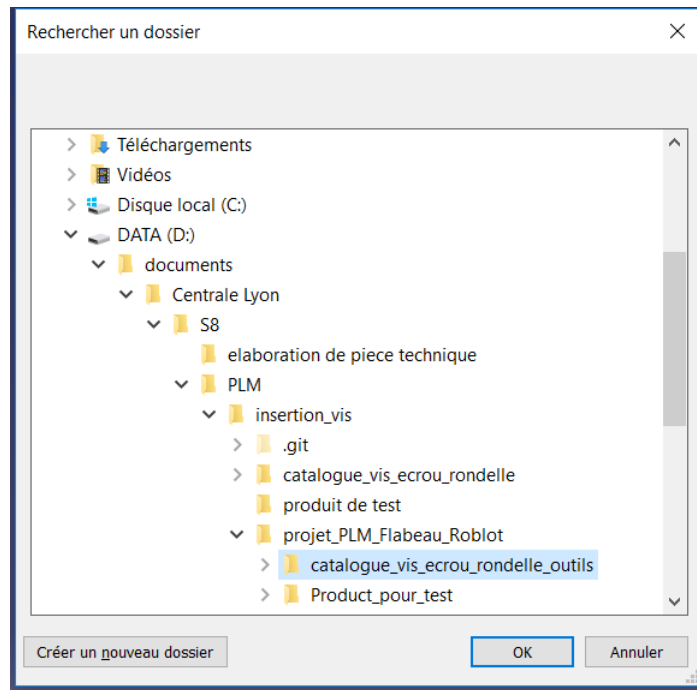 Rechercher un dossier
Téléchargements
Vidéos
Disque local (C:)
DATA (D:)
documents
Centrale Lyon
S8
elaboration de piece technique
PLM
insertion_vis
.git
catalogue_vis_ecrou_rondelle
produit de test
projet_PLM_Flabeau_Roblot
catalogue_vis_ecrou_rondelle_outils
Product_pour_test
Créer un nouveau dossier OK Annuler